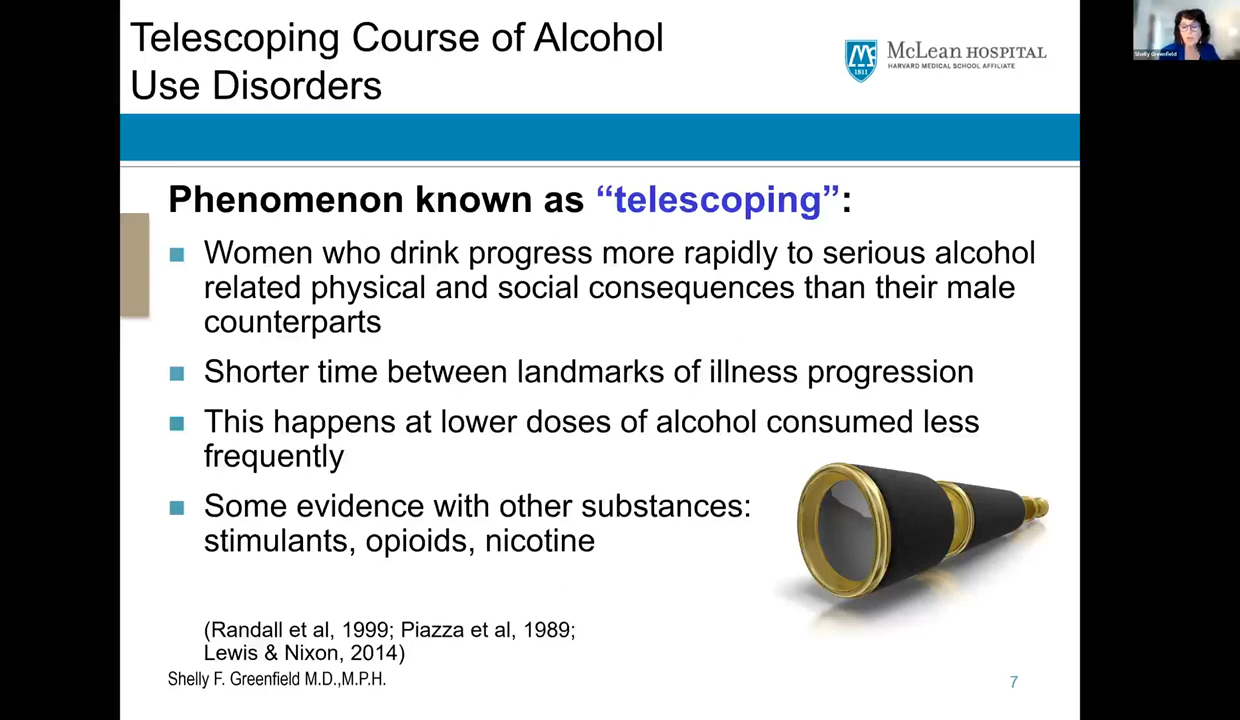 Telescoping Course of Alcohol
Use Disorders
McLean HOSPITAL
HARVARD MEDICAL SCHOOL AFFILIATE
1811
Shelly Greenfield
Phenomenon known as “telescoping”:
Women who drink progress more rapidly to serious alcohol
related physical and social consequences than their male
counterparts
Shorter time between landmarks of illness progression
This happens at lower doses of alcohol consumed less
frequently
Some evidence with other substances:
stimulants, opioids, nicotine
(Randall et al, 1999; Piazza et al, 1989;
Lewis & Nixon, 2014)
Shelly F. Greenfield M.D.,M.P.H.
7